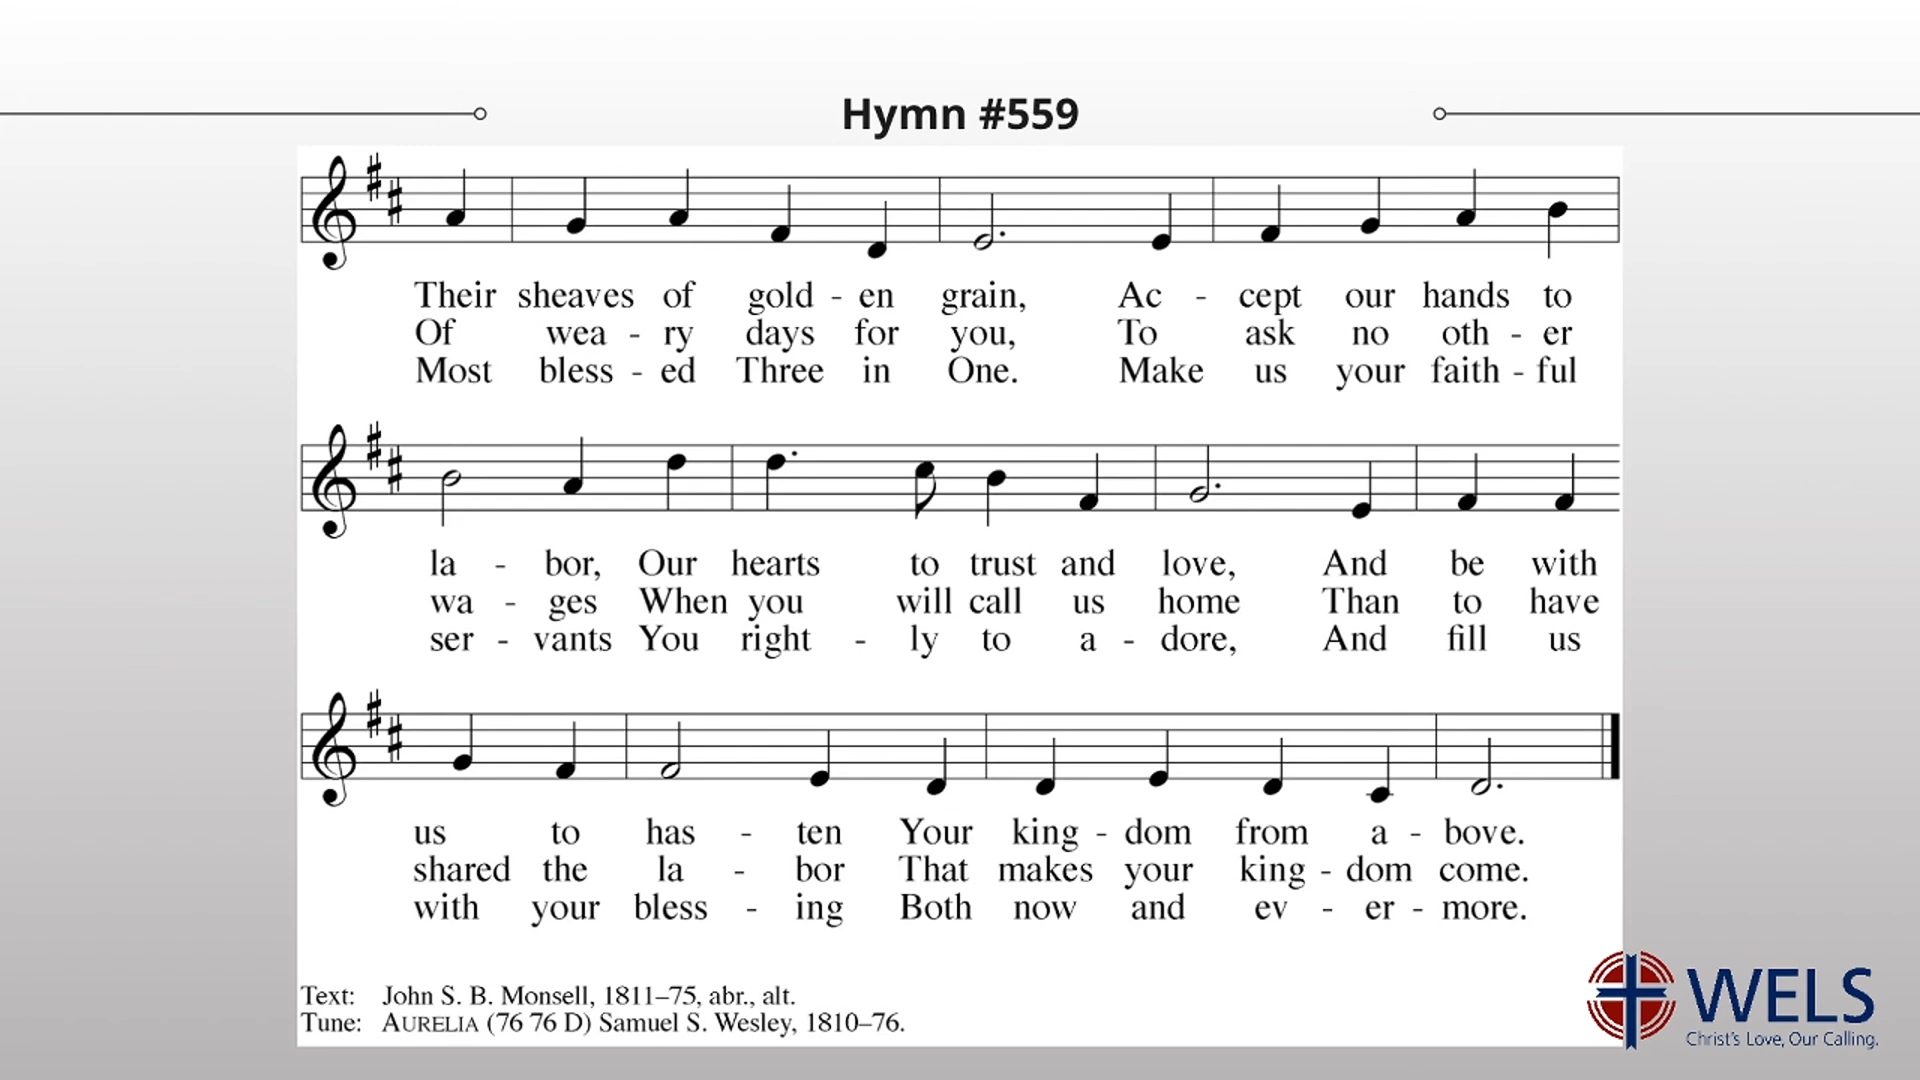 Hymn #559
Their sheaves of gold - en grain, Ac - cept our hands to
Of wea - ry days for you, To ask no oth - er
Most bless - ed Three in One. Make us your faith - ful
la - bor, Our hearts to trust and love, And be with
wa - ges When you will call us home Than to have
ser - vants You right - ly to a - dore, And fill us
us to has - ten Your king - dom from a - bove.
shared the la - bor That makes your king - dom come.
with your bless - ing Both now and ev - er - more.
Text: John S. B. Monsell, 1811–75, abr., alt.
Tune: AURELIA (76 76 D) Samuel S. Wesley, 1810–76.
WELS
Christ's Love, Our Calling.